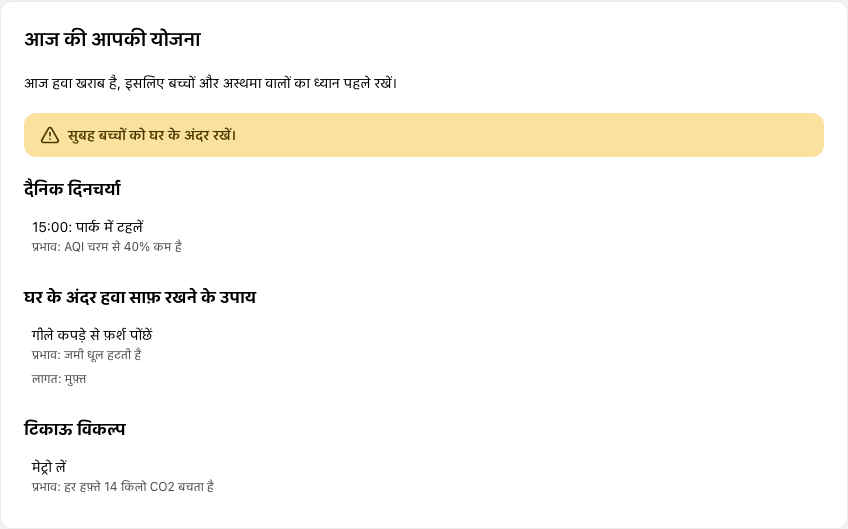 आज की आपकी योजना
आज हवा खराब है, इसलिए बच्चों और अस्थमा वालों का ध्यान पहले रखें।
सुबह बच्चों को घर के अंदर रखें।
दैनिक दिनचर्या
15:00: पार्क में टहलें
प्रभाव: AQI चरम से 40% कम है
घर के अंदर हवा साफ़ रखने के उपाय
गीले कपड़े से फ़र्श पोंछें
प्रभाव: जमी धूल हटती है
लागत: मुफ़्त
टिकाऊ विकल्प
मेट्रो लें
प्रभाव: हर हफ़्ते 14 किलो CO2 बचता है